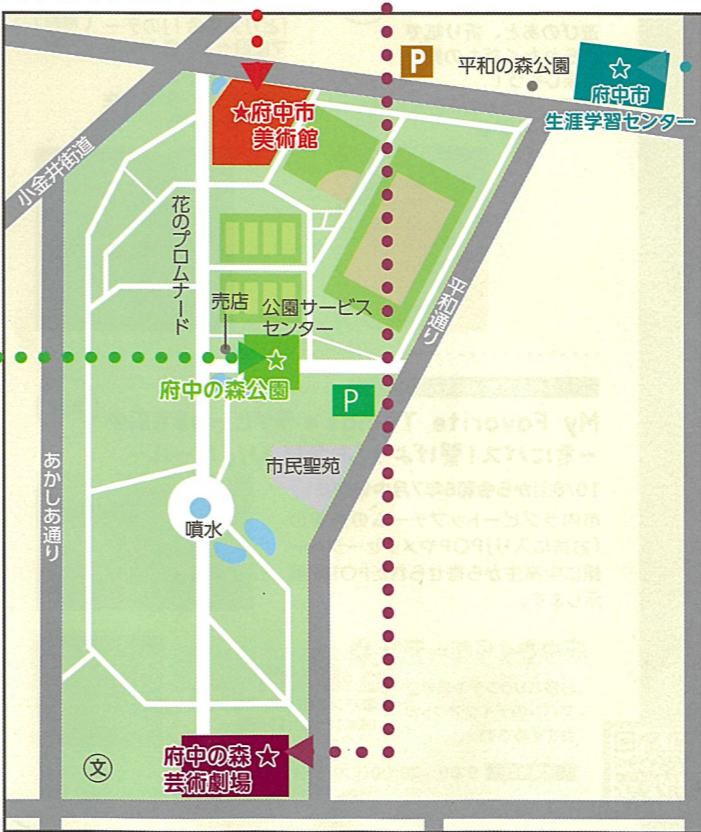 P
平和の森公園
☆
府中市
生涯学習センター
★府中市
美術館
小金井街道
花のプロムナード
売店
公園サービス
センター
平和通り
☆
府中の森公園
P
市民聖苑
あかしあ通り
噴水
府中の森★
芸術劇場
文